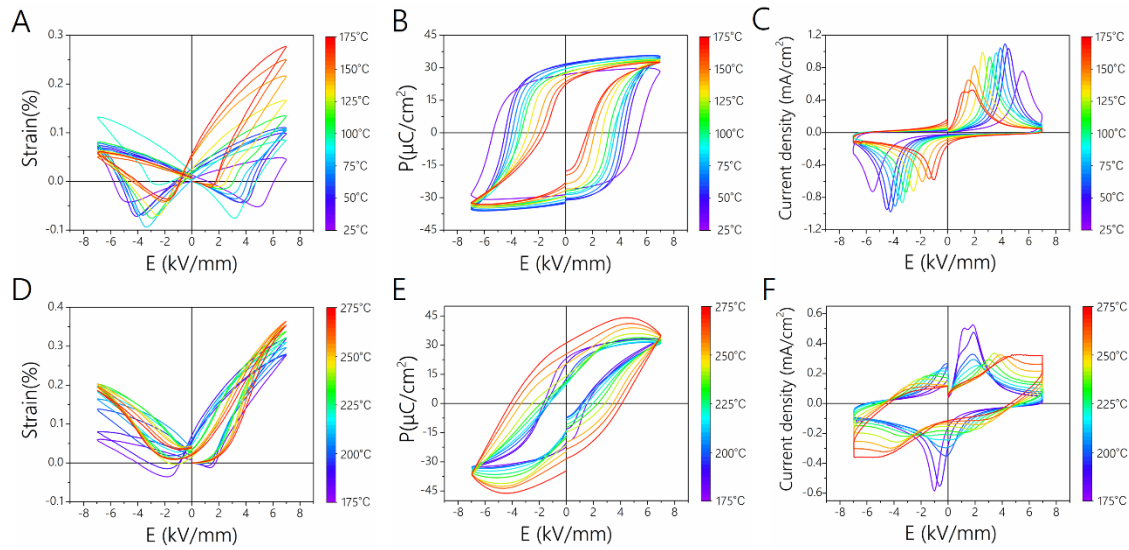 A
Strain(%)
0.3
0.2
0.1
0.0
-0.1
-8 -6 -4 -2 0 2 4 6 8
E (kV/mm)
175°C
150°C
125°C
100°C
50°C
25°C
B
P(μC/cm²)
45
30
15
0
-15
-30
-45
-8 -6 -4 -2 0 2 4 6 8
E (kV/mm)
175°C
150°C
125°C
100°C
50°C
25°C
C
Current density (mA/cm²)
1.2
0.8
0.4
0.0
-0.4
-0.8
-1.2
-8 -6 -4 -2 0 2 4 6 8
E (kV/mm)
175°C
150°C
125°C
100°C
50°C
25°C
D
Strain(%)
0.4
0.3
0.2
0.1
0.0
-0.1
-8 -6 -4 -2 0 2 4 6 8
E (kV/mm)
275°C
250°C
225°C
200°C
175°C
E
P(μC/cm²)
45
30
15
0
-15
-30
-45
-8 -6 -4 -2 0 2 4 6 8
E (kV/mm)
275°C
250°C
225°C
200°C
175°C
F
Current density (mA/cm²)
0.6
0.4
0.2
0.0
-0.2
-0.4
-0.6
-8 -6 -4 -2 0 2 4 6 8
E (kV/mm)
275°C
250°C
225°C
200°C
175°C